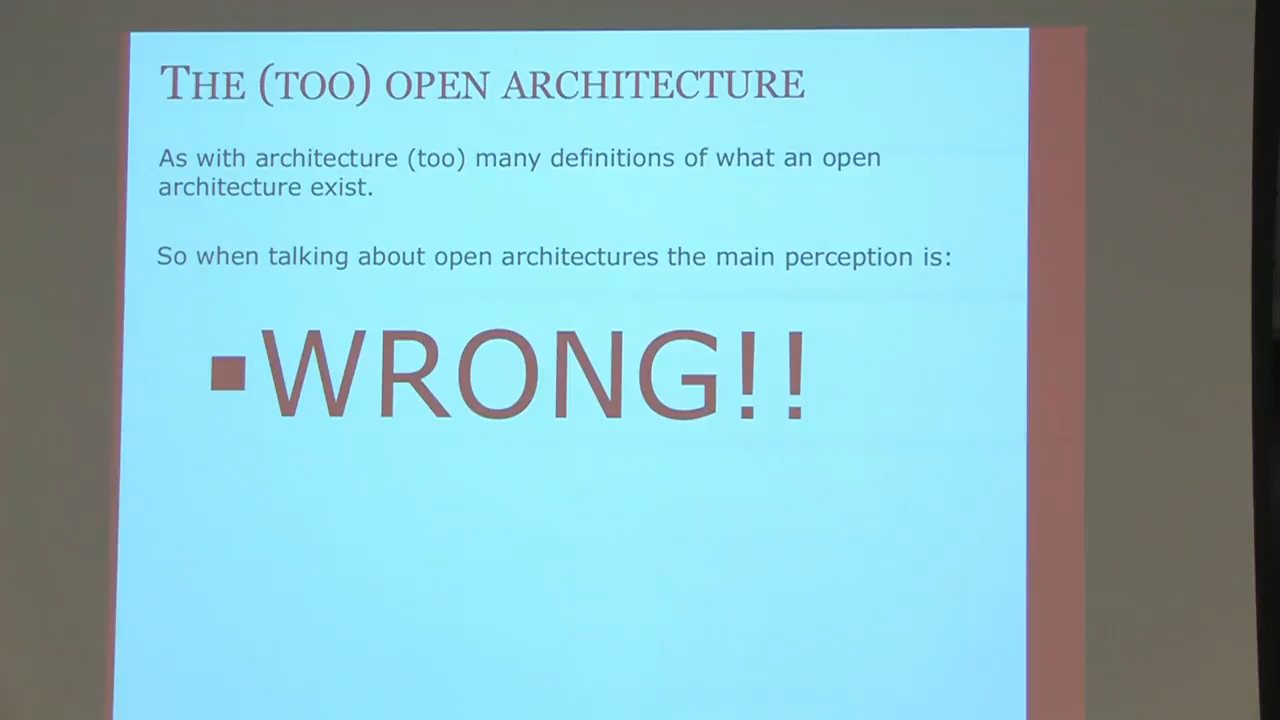 THE (TOO) OPEN ARCHITECTURE
As with architecture (too) many definitions of what an open
architecture exist.
So when talking about open architectures the main perception is:
▪WRONG!!